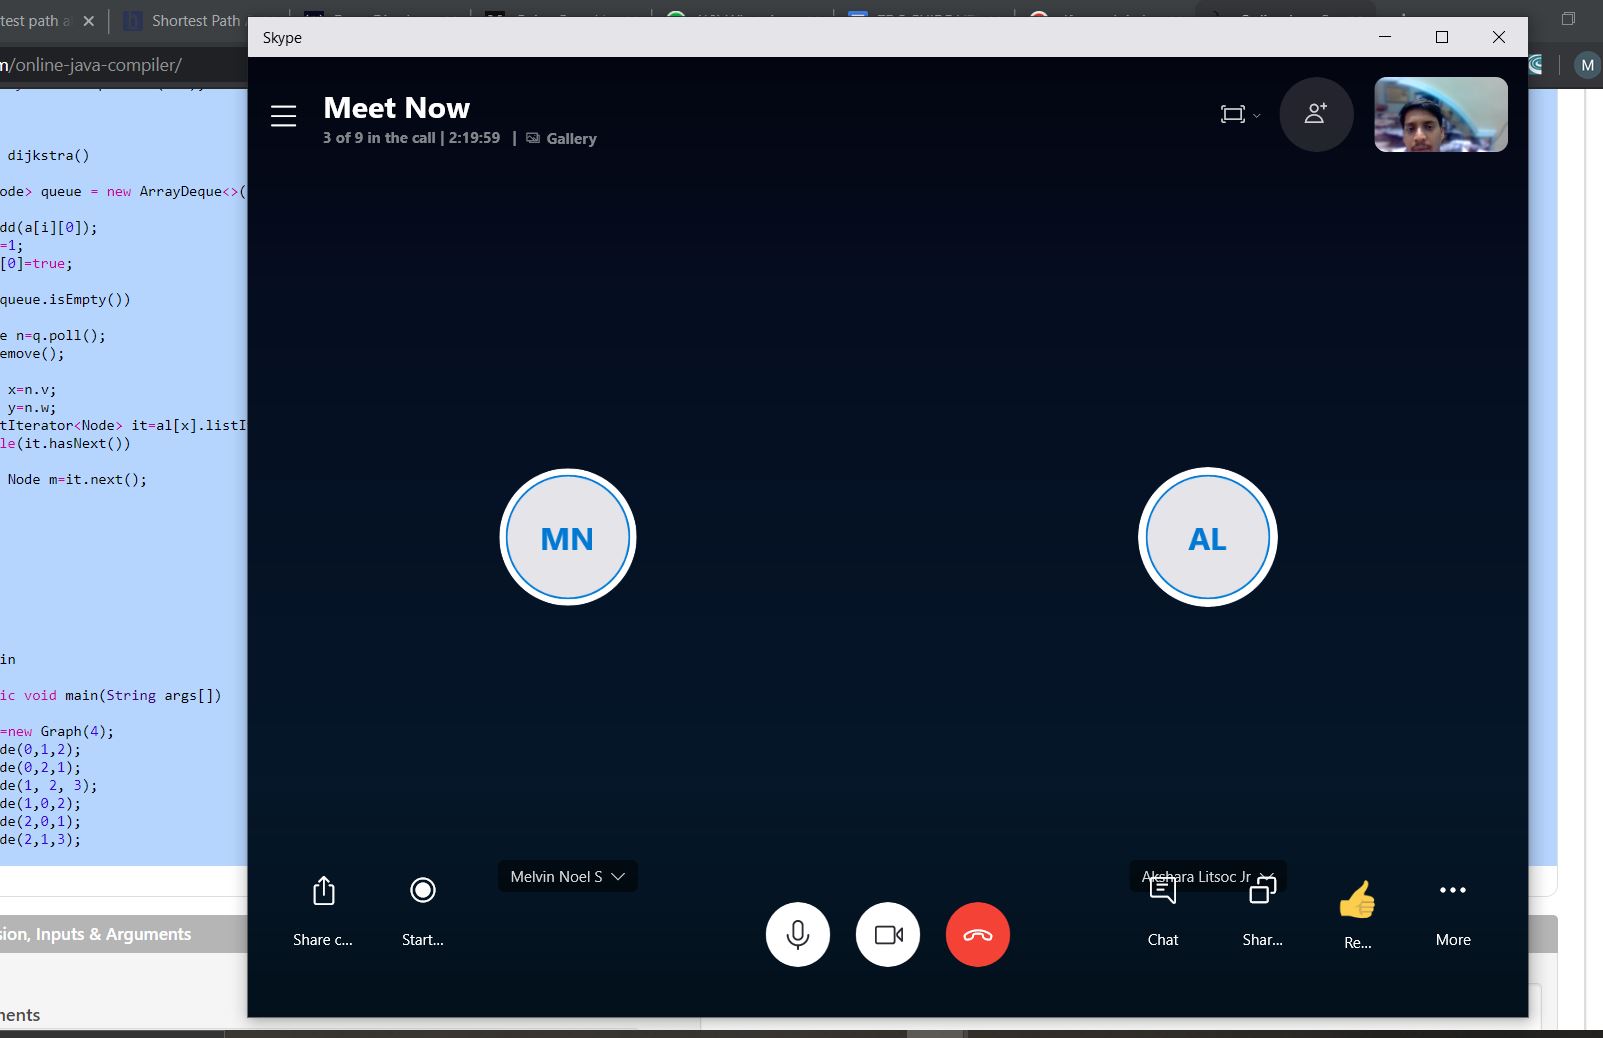 test path a
Shortest Path
m/online-java-compiler/
M
Skype
Meet Now
3 of 9 in the call | 2:19:59 | Gallery
dijkstra()
ode> queue = new ArrayDeque<>(
dd(a[i][0]);
=1;
[0]=true;
queue.isEmpty())
e n=q.poll();
emove();
x=n.v;
y=n.w;
tIterator<Node> it=al[x].listI
le(it.hasNext())
Node m=it.next();
MN
AL
in
ic void main(String args[])
=new Graph(4);
de(0,1,2);
de(0,2,1);
de(1, 2, 3);
de(1,0,2);
de(2,0,1);
de(2,1,3);
Melvin Noel S
Akshara Litsoc Jr
Share c...
Start...
Chat
Shar...
Re...
More
sion, Inputs & Arguments
nents